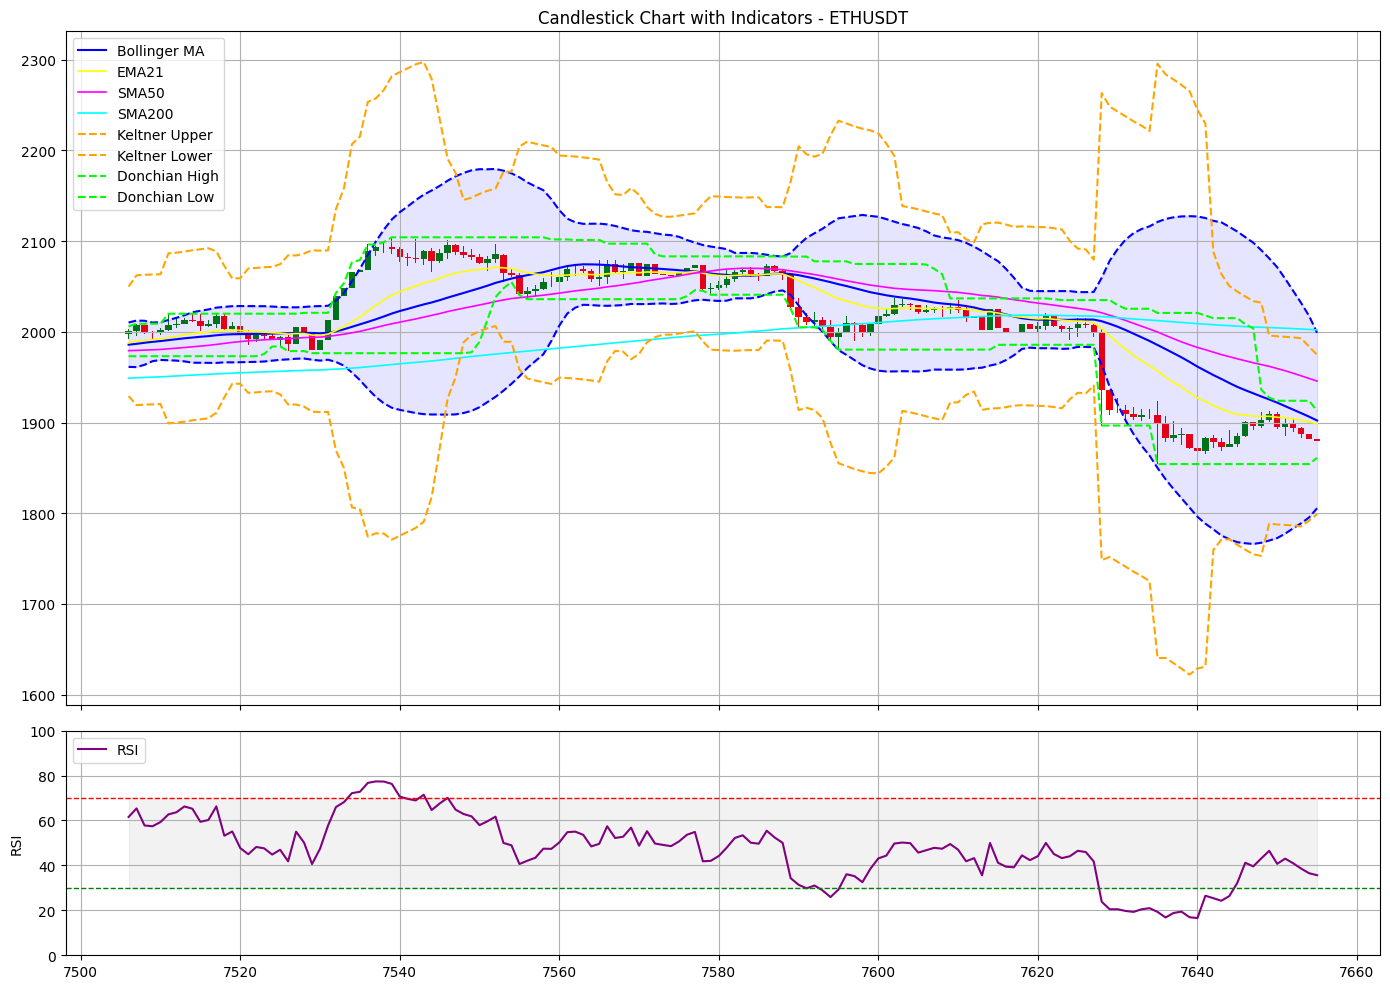 Candlestick Chart with Indicators - ETHUSDT
Bollinger MA
EMA21
SMA50
SMA200
Keltner Upper
Keltner Lower
Donchian High
Donchian Low
2300
2200
2100
2000
1900
1800
1700
1600
RSI
100
80
60
40
20
0
RSI
7500 7520 7540 7560 7580 7600 7620 7640 7660